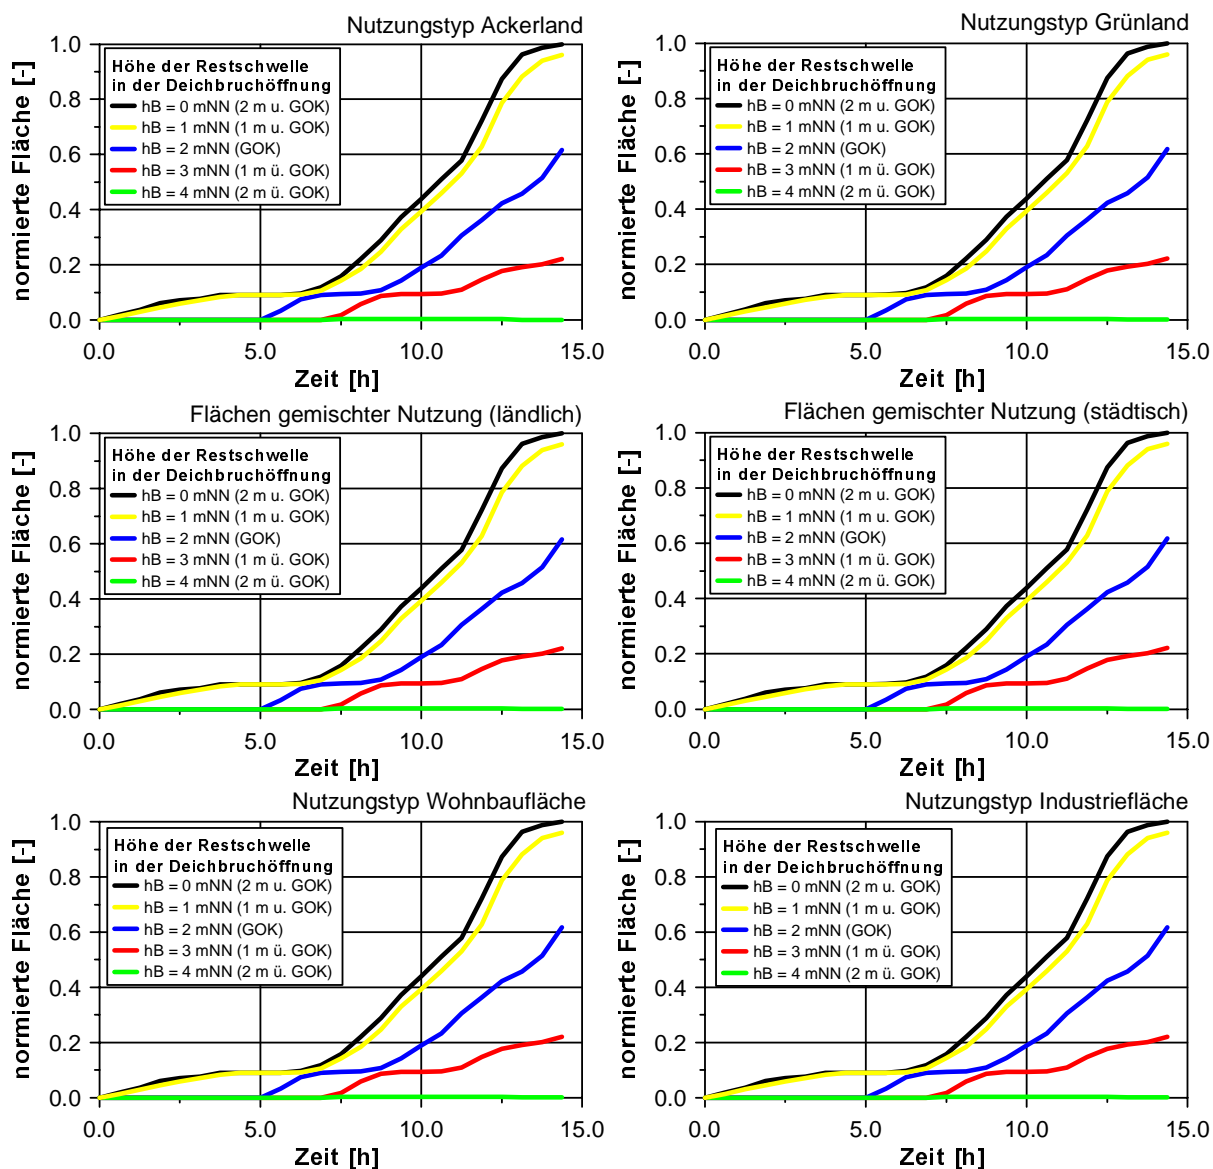 Nutzungstyp Ackerland
normierte Fläche [-]
1.0
0.8
0.6
0.4
0.2
0.0
Höhe der Restschwelle
in der Deichbruchöffnung
hB = 0 mNN (2 m u. GOK)
hB = 1 mNN (1 m u. GOK)
hB = 2 mNN (GOK)
hB = 3 mNN (1 m ü. GOK)
hB = 4 mNN (2 m ü. GOK)
0.0 5.0 10.0 15.0
Zeit [h]
Nutzungstyp Grünland
normierte Fläche [-]
1.0
0.8
0.6
0.4
0.2
0.0
Höhe der Restschwelle
in der Deichbruchöffnung
hB = 0 mNN (2 m u. GOK)
hB = 1 mNN (1 m u. GOK)
hB = 2 mNN (GOK)
hB = 3 mNN (1 m ü. GOK)
hB = 4 mNN (2 m ü. GOK)
0.0 5.0 10.0 15.0
Zeit [h]
Flächen gemischter Nutzung (ländlich)
normierte Fläche [-]
1.0
0.8
0.6
0.4
0.2
0.0
Höhe der Restschwelle
in der Deichbruchöffnung
hB = 0 mNN (2 m u. GOK)
hB = 1 mNN (1 m u. GOK)
hB = 2 mNN (GOK)
hB = 3 mNN (1 m ü. GOK)
hB = 4 mNN (2 m ü. GOK)
0.0 5.0 10.0 15.0
Zeit [h]
Flächen gemischter Nutzung (städtisch)
normierte Fläche [-]
1.0
0.8
0.6
0.4
0.2
0.0
Höhe der Restschwelle
in der Deichbruchöffnung
hB = 0 mNN (2 m u. GOK)
hB = 1 mNN (1 m u. GOK)
hB = 2 mNN (GOK)
hB = 3 mNN (1 m ü. GOK)
hB = 4 mNN (2 m ü. GOK)
0.0 5.0 10.0 15.0
Zeit [h]
Nutzungstyp Wohnbaufläche
normierte Fläche [-]
1.0
0.8
0.6
0.4
0.2
0.0
Höhe der Restschwelle
in der Deichbruchöffnung
hB = 0 mNN (2 m u. GOK)
hB = 1 mNN (1 m u. GOK)
hB = 2 mNN (GOK)
hB = 3 mNN (1 m ü. GOK)
hB = 4 mNN (2 m ü. GOK)
0.0 5.0 10.0 15.0
Zeit [h]
Nutzungstyp Industriefläche
normierte Fläche [-]
1.0
0.8
0.6
0.4
0.2
0.0
Höhe der Restschwelle
in der Deichbruchöffnung
hB = 0 mNN (2 m u. GOK)
hB = 1 mNN (1 m u. GOK)
hB = 2 mNN (GOK)
hB = 3 mNN (1 m ü. GOK)
hB = 4 mNN (2 m ü. GOK)
0.0 5.0 10.0 15.0
Zeit [h]